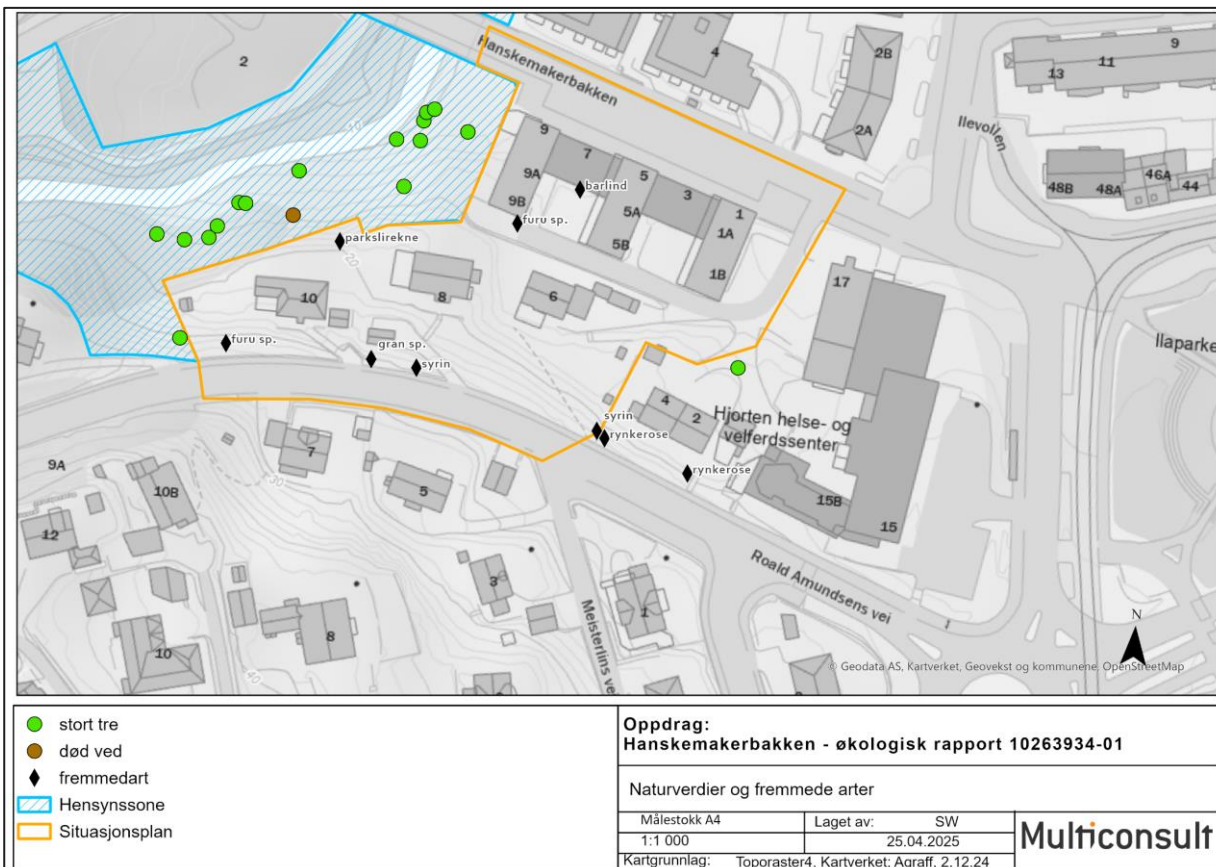 2
Hanskemakerbakken
4
2B
2A
9
11
13
Ilevollen
48B
48A
46A
44
10
9
7
9A
9B
barlind
5
5A
5B
3
1
1A
1B
furu sp.
parkslirekne
20
10
8
6
17
furu sp.
gran sp.
syrin
Ilaparke
syrin
rynkerose
4
2
Hjorten helse- og
velferdssenter
rynkerose
15B
15
7
5
9A
10B
12
30
3
1
8
10
40
Roald Amundsens vei
Meisterlins ve
N
© Geodata AS, Kartverket, Geovekst og kommunene, OpenStreetMap
stort tre
død ved
fremmedart
Hensynssone
Situasjonsplan
Oppdrag:
Hanskemakerbakken - økologisk rapport 10263934-01
Naturverdier og fremmede arter
Målestokk A4
Laget av: SW
1:1 000
25.04.2025
Kartgrunnlag: Toporaster4, Kartverket; Agraff, 2.12.24
Multiconsult